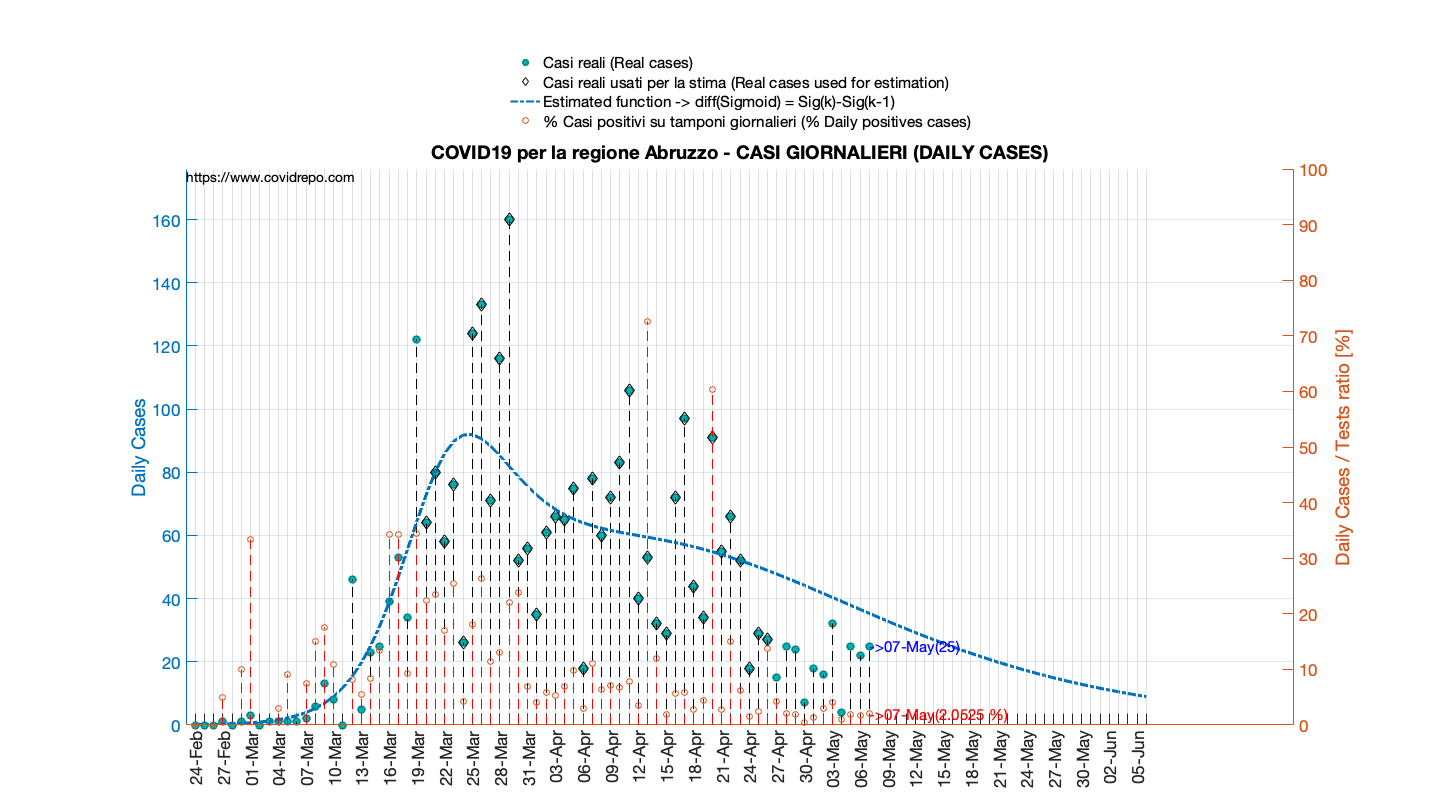 Casi reali (Real cases)
Casi reali usati per la stima (Real cases used for estimation)
Estimated function -> diff(Sigmoid) = Sig(k)-Sig(k-1)
% Casi positivi su tamponi giornalieri (% Daily positives cases)
COVID19 per la regione Abruzzo - CASI GIORNALIERI (DAILY CASES)
https://www.covidrepo.com
Daily Cases
160
140
120
100
80
60
40
20
0
100
90
80
70
60
50
40
30
20
10
0
Daily Cases / Tests ratio [%]
->07-May(25)
->07-May(2.0525 %)
24-Feb
27-Feb
01-Mar
04-Mar
07-Mar
10-Mar
13-Mar
16-Mar
19-Mar
22-Mar
25-Mar
28-Mar
31-Mar
03-Apr
06-Apr
09-Apr
12-Apr
15-Apr
18-Apr
21-Apr
24-Apr
27-Apr
30-Apr
03-May
06-May
09-May
12-May
15-May
18-May
21-May
24-May
27-May
30-May
02-Jun
05-Jun